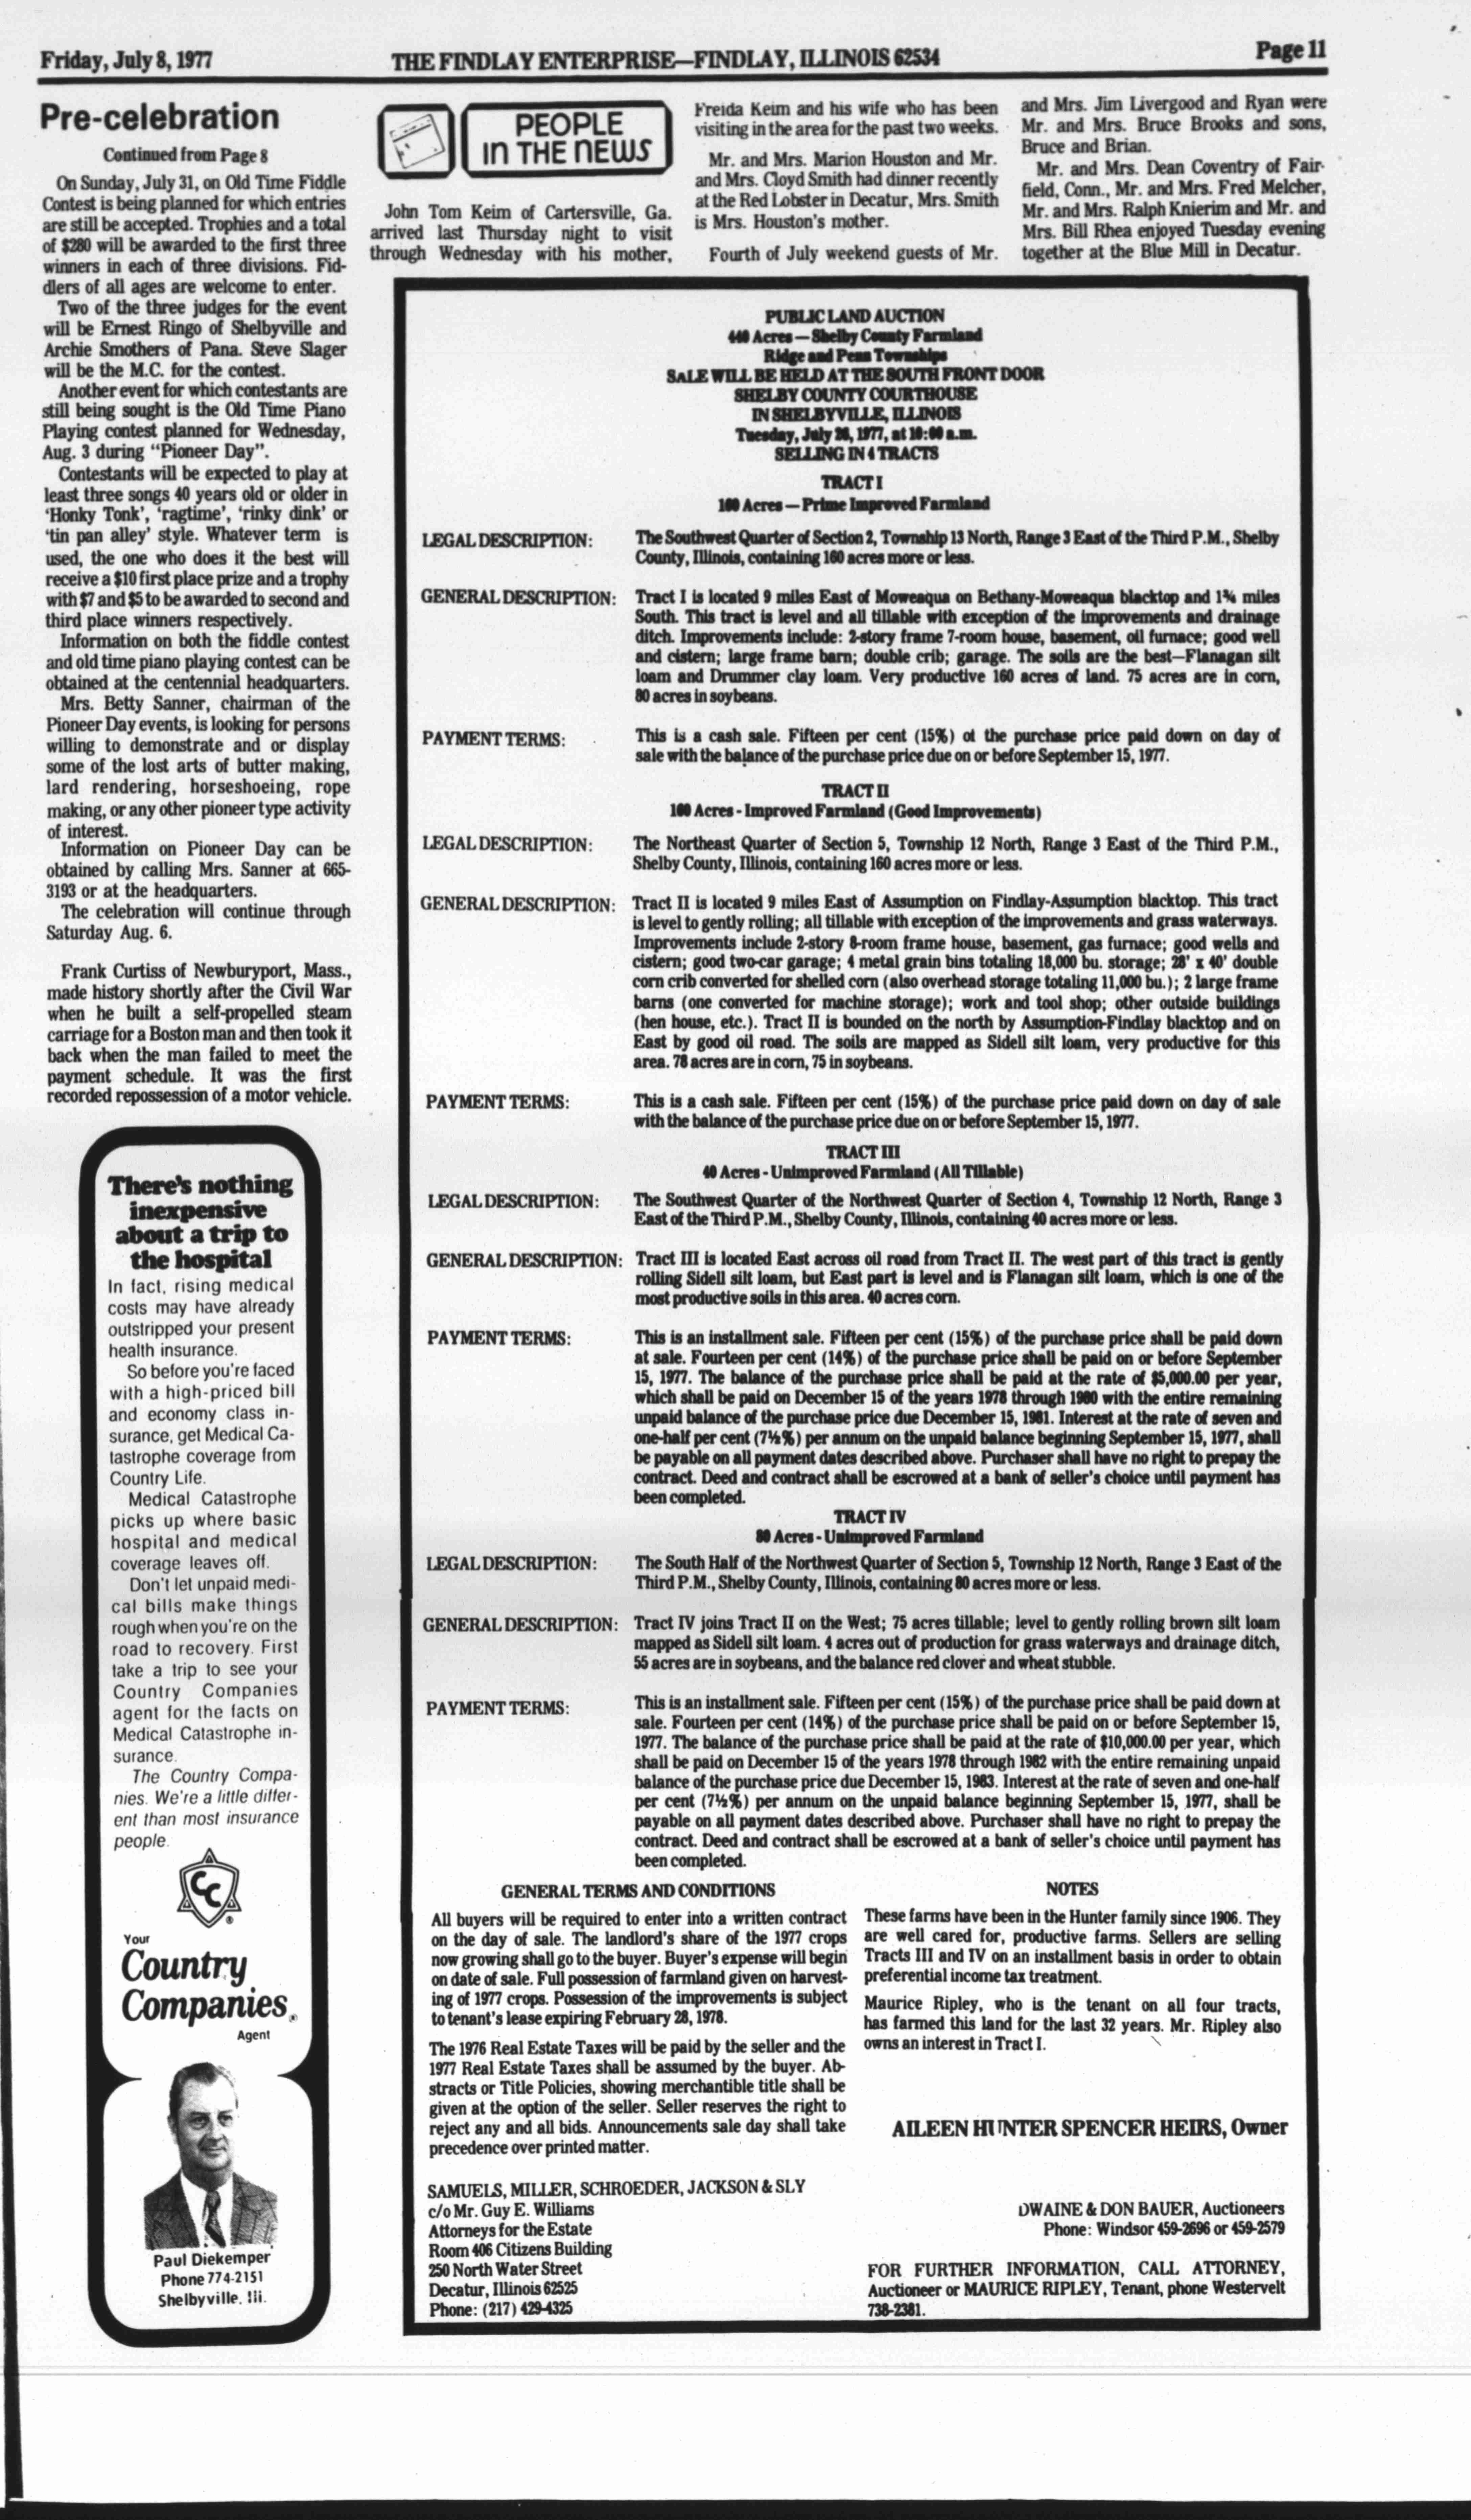 Friday, July 8, 1977
THE FINDLAY ENTERPRISE—FINDLAY, ILLINOIS 62534
Page 11
Pre-celebration
Continued from Page 8
On Sunday, July 31, on Old Time Fiddle
Contest is being planned for which entries
are still be accepted. Trophies and a total
of $280 will be awarded to the first three
winners in each of three divisions. Fid-
dlers of all ages are welcome to enter.
Two of the three judges for the event
will be Ernest Ringo of Shelbyville and
Archie Smothers of Pana. Steve Slager
will be the M.C. for the contest.
Another event for which contestants are
still being sought is the Old Time Piano
Playing contest planned for Wednesday,
Aug. 3 during "Pioneer Day".
Contestants will be expected to play at
least three songs 40 years old or older in
'Honky Tonk', 'ragtime', 'rinky dink' or
'tin pan alley' style. Whatever term is
used, the one who does it the best will
receive a $10 first place prize and a trophy
with $7 and $5 to be awarded to second and
third place winners respectively.
Information on both the fiddle contest
and old time piano playing contest can be
obtained at the centennial headquarters.
Mrs. Betty Sanner, chairman of the
Pioneer Day events, is looking for persons
willing to demonstrate and or display
some of the lost arts of butter making,
lard rendering, horseshoeing, rope
making, or any other pioneer type activity
of interest.
Information on Pioneer Day can be
obtained by calling Mrs. Sanner at 665-
3193 or at the headquarters.
The celebration will continue through
Saturday Aug. 6.
Frank Curtiss of Newburyport, Mass.,
made history shortly after the Civil War
when he built a self-propelled steam
carriage for a Boston man and then took it
back when the man failed to meet the
payment schedule. It was the first
recorded repossession of a motor vehicle.
There's nothing
inexpensive
about a trip to
the hospital
In fact, rising medical
costs may have already
outstripped your present
health insurance.
So before you're faced
with a high-priced bill
and economy class in-
surance, get Medical Ca-
tastrophe coverage from
Country Life.
Medical Catastrophe
picks up where basic
hospital and medical
coverage leaves off.
Don't let unpaid medi-
cal bills make things
rough when you're on the
road to recovery. First
take a trip to see your
Country Companies
agent for the facts on
Medical Catastrophe in-
surance.
The Country Compa-
nies. We're a little differ-
ent than most insurance
people.
CC
®
Your
Country
Companies®
Agent
Paul Diekemper
Phone 774-2151
Shelbyville, Ill.
PEOPLE
IN THE NEWS
John Tom Keim of Cartersville, Ga.
arrived last Thursday night to visit
through Wednesday with his mother,
Freida Keim and his wife who has been
visiting in the area for the past two weeks.
Mr. and Mrs. Marion Houston and Mr.
and Mrs. Cloyd Smith had dinner recently
at the Red Lobster in Decatur, Mrs. Smith
is Mrs. Houston's mother.
Fourth of July weekend guests of Mr.
and Mrs. Jim Livergood and Ryan were
Mr. and Mrs. Bruce Brooks and sons,
Bruce and Brian.
Mr. and Mrs. Dean Coventry of Fair-
field, Conn., Mr. and Mrs. Fred Melcher,
Mr. and Mrs. Ralph Knierim and Mr. and
Mrs. Bill Rhea enjoyed Tuesday evening
together at the Blue Mill in Decatur.
PUBLIC LAND AUCTION
440 Acres — Shelby County Farmland
Ridge and Penn Townships
SALE WILL BE HELD AT THE SOUTH FRONT DOOR
SHELBY COUNTY COURTHOUSE
IN SHELBYVILLE, ILLINOIS
Tuesday, July 26, 1977, at 10:00 a.m.
SELLING IN 4 TRACTS
TRACT I
160 Acres — Prime Improved Farmland
LEGAL DESCRIPTION: The Southwest Quarter of Section 2, Township 13 North, Range 3 East of the Third P.M., Shelby
County, Illinois, containing 160 acres more or less.
GENERAL DESCRIPTION: Tract I is located 9 miles East of Moweaqua on Bethany-Moweaqua blacktop and 1¾ miles
South. This tract is level and all tillable with exception of the improvements and drainage
ditch. Improvements include: 2-story frame 7-room house, basement, oil furnace; good well
and cistern; large frame barn; double crib; garage. The soils are the best—Flanagan silt
loam and Drummer clay loam. Very productive 160 acres of land. 75 acres are in corn,
80 acres in soybeans.
PAYMENT TERMS: This is a cash sale. Fifteen per cent (15%) of the purchase price paid down on day of
sale with the balance of the purchase price due on or before September 15, 1977.
TRACT II
160 Acres - Improved Farmland (Good Improvements)
LEGAL DESCRIPTION: The Northeast Quarter of Section 5, Township 12 North, Range 3 East of the Third P.M.,
Shelby County, Illinois, containing 160 acres more or less.
GENERAL DESCRIPTION: Tract II is located 9 miles East of Assumption on Findlay-Assumption blacktop. This tract
is level to gently rolling; all tillable with exception of the improvements and grass waterways.
Improvements include 2-story 8-room frame house, basement, gas furnace; good wells and
cistern; good two-car garage; 4 metal grain bins totaling 18,000 bu. storage; 28' x 40' double
corn crib converted for shelled corn (also overhead storage totaling 11,000 bu.); 2 large frame
barns (one converted for machine storage); work and tool shop; other outside buildings
(hen house, etc.). Tract II is bounded on the north by Assumption-Findlay blacktop and on
East by good oil road. The soils are mapped as Sidell silt loam, very productive for this
area. 78 acres are in corn, 75 in soybeans.
PAYMENT TERMS: This is a cash sale. Fifteen per cent (15%) of the purchase price paid down on day of sale
with the balance of the purchase price due on or before September 15, 1977.
TRACT III
40 Acres - Unimproved Farmland (All Tillable)
LEGAL DESCRIPTION: The Southwest Quarter of the Northwest Quarter of Section 4, Township 12 North, Range 3
East of the Third P.M., Shelby County, Illinois, containing 40 acres more or less.
GENERAL DESCRIPTION: Tract III is located East across oil road from Tract II. The west part of this tract is gently
rolling Sidell silt loam, but East part is level and is Flanagan silt loam, which is one of the
most productive soils in this area. 40 acres corn.
PAYMENT TERMS: This is an installment sale. Fifteen per cent (15%) of the purchase price shall be paid down
at sale. Fourteen per cent (14%) of the purchase price shall be paid on or before September
15, 1977. The balance of the purchase price shall be paid at the rate of $5,000.00 per year,
which shall be paid on December 15 of the years 1978 through 1980 with the entire remaining
unpaid balance of the purchase price due December 15, 1981. Interest at the rate of seven and
one-half per cent (7½%) per annum on the unpaid balance beginning September 15, 1977, shall
be payable on all payment dates described above. Purchaser shall have no right to prepay the
contract. Deed and contract shall be escrowed at a bank of seller's choice until payment has
been completed.
TRACT IV
80 Acres - Unimproved Farmland
LEGAL DESCRIPTION: The South Half of the Northwest Quarter of Section 5, Township 12 North, Range 3 East of the
Third P.M., Shelby County, Illinois, containing 80 acres more or less.
GENERAL DESCRIPTION: Tract IV joins Tract II on the West; 75 acres tillable; level to gently rolling brown silt loam
mapped as Sidell silt loam. 4 acres out of production for grass waterways and drainage ditch,
55 acres are in soybeans, and the balance red clover and wheat stubble.
PAYMENT TERMS: This is an installment sale. Fifteen per cent (15%) of the purchase price shall be paid down at
sale. Fourteen per cent (14%) of the purchase price shall be paid on or before September 15,
1977. The balance of the purchase price shall be paid at the rate of $10,000.00 per year, which
shall be paid on December 15 of the years 1978 through 1982 with the entire remaining unpaid
balance of the purchase price due December 15, 1983. Interest at the rate of seven and one-half
per cent (7½%) per annum on the unpaid balance beginning September 15, 1977, shall be
payable on all payment dates described above. Purchaser shall have no right to prepay the
contract. Deed and contract shall be escrowed at a bank of seller's choice until payment has
been completed.
GENERAL TERMS AND CONDITIONS
All buyers will be required to enter into a written contract
on the day of sale. The landlord's share of the 1977 crops
now growing shall go to the buyer. Buyer's expense will begin
on date of sale. Full possession of farmland given on harvest-
ing of 1977 crops. Possession of the improvements is subject
to tenant's lease expiring February 28, 1978.
The 1976 Real Estate Taxes will be paid by the seller and the
1977 Real Estate Taxes shall be assumed by the buyer. Ab-
stracts or Title Policies, showing merchantible title shall be
given at the option of the seller. Seller reserves the right to
reject any and all bids. Announcements sale day shall take
precedence over printed matter.
NOTES
These farms have been in the Hunter family since 1906. They
are well cared for, productive farms. Sellers are selling
Tracts III and IV on an installment basis in order to obtain
preferential income tax treatment.
Maurice Ripley, who is the tenant on all four tracts,
has farmed this land for the last 32 years. Mr. Ripley also
owns an interest in Tract I.
AILEEN HUNTER SPENCER HEIRS, Owner
SAMUELS, MILLER, SCHROEDER, JACKSON & SLY
c/o Mr. Guy E. Williams
Attorneys for the Estate
Room 406 Citizens Building
250 North Water Street
Decatur, Illinois 62525
Phone: (217) 429-4325
DWAINE & DON BAUER, Auctioneers
Phone: Windsor 459-2696 or 459-2579
FOR FURTHER INFORMATION, CALL ATTORNEY,
Auctioneer or MAURICE RIPLEY, Tenant, phone Westervelt
738-2381.